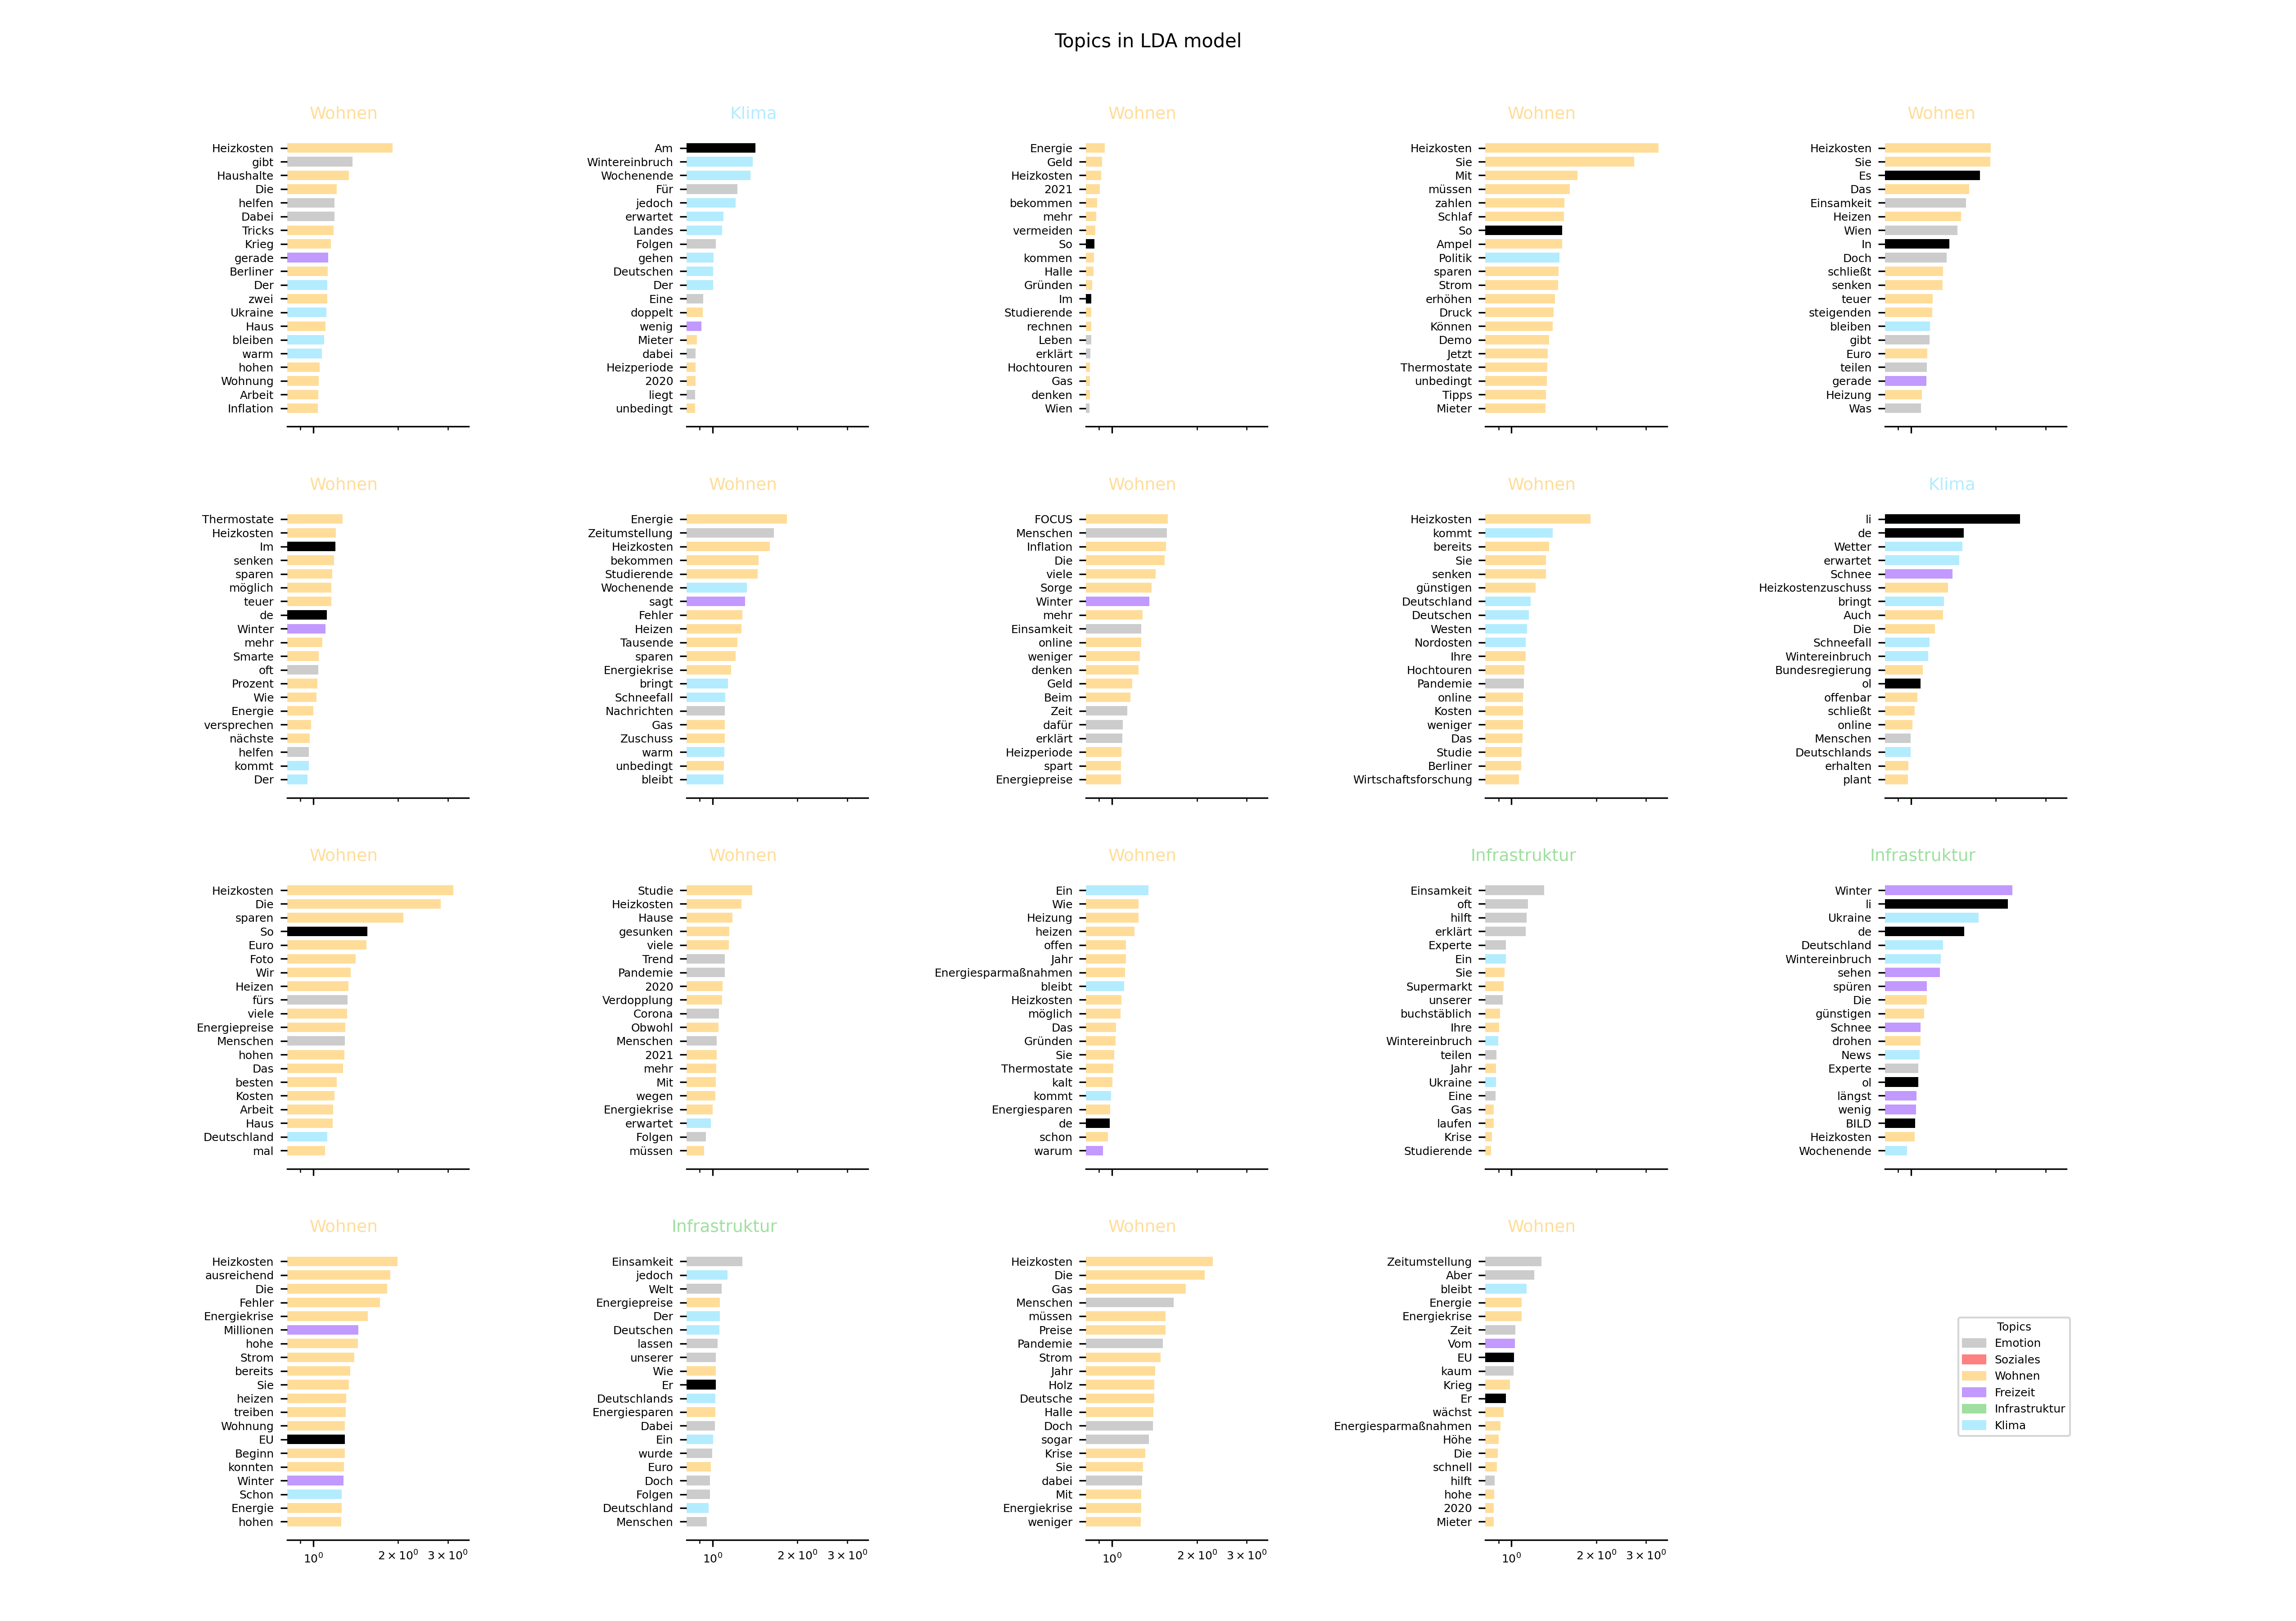 Topics in LDA model
Wohnen
Heizkosten
gibt
Haushalte
Die
helfen
Dabei
Tricks
Krieg
gerade
Berliner
Der
zwei
Ukraine
Haus
bleiben
warm
hohen
Wohnung
Arbeit
Inflation
Klima
Am
Wintereinbruch
Wochenende
Für
jedoch
erwartet
Landes
Folgen
gehen
Deutschen
Der
Eine
doppelt
wenig
Mieter
dabei
Heizperiode
2020
liegt
unbedingt
Wohnen
Energie
Geld
Heizkosten
2021
bekommen
mehr
vermeiden
So
kommen
Halle
Gründen
Im
Studierende
rechnen
Leben
erklärt
Hochtouren
Gas
denken
Wien
Wohnen
Heizkosten
Sie
Mit
müssen
zahlen
Schlaf
So
Ampel
Politik
sparen
Strom
erhöhen
Druck
Können
Demo
Jetzt
Thermostate
unbedingt
Tipps
Mieter
Wohnen
Heizkosten
Sie
Es
Das
Einsamkeit
Heizen
Wien
In
Doch
schließt
senken
teuer
steigenden
bleiben
gibt
Euro
teilen
gerade
Heizung
Was
Wohnen
Thermostate
Heizkosten
Im
senken
sparen
möglich
teuer
de
Winter
mehr
Smarte
oft
Prozent
Wie
Energie
versprechen
nächste
helfen
kommt
Der
Wohnen
Energie
Zeitumstellung
Heizkosten
bekommen
Studierende
Wochenende
sagt
Fehler
Heizen
Tausende
sparen
Energiekrise
bringt
Schneefall
Nachrichten
Gas
Zuschuss
warm
unbedingt
bleibt
Wohnen
FOCUS
Menschen
Inflation
Die
viele
Sorge
Winter
mehr
Einsamkeit
online
weniger
denken
Geld
Beim
Zeit
dafür
erklärt
Heizperiode
spart
Energiepreise
Wohnen
Heizkosten
kommt
bereits
Sie
senken
günstigen
Deutschland
Deutschen
Westen
Nordosten
Ihre
Hochtouren
Pandemie
online
Kosten
weniger
Das
Studie
Berliner
Wirtschaftsforschung
Klima
li
de
Wetter
erwartet
Schnee
Heizkostenzuschuss
bringt
Auch
Die
Schneefall
Wintereinbruch
Bundesregierung
ol
offenbar
schließt
online
Menschen
Deutschlands
erhalten
plant
Wohnen
Heizkosten
Die
sparen
So
Euro
Foto
Wir
Heizen
fürs
viele
Energiepreise
Menschen
hohen
Das
besten
Kosten
Arbeit
Haus
Deutschland
mal
Wohnen
Studie
Heizkosten
Hause
gesunken
viele
Trend
Pandemie
2020
Verdopplung
Corona
Obwohl
Menschen
2021
mehr
Mit
wegen
Energiekrise
erwartet
Folgen
müssen
Wohnen
Ein
Wie
Heizung
heizen
offen
Jahr
Energiesparmaßnahmen
bleibt
Heizkosten
möglich
Das
Gründen
Sie
Thermostate
kalt
kommt
Energiesparen
de
schon
warum
Infrastruktur
Einsamkeit
oft
hilft
erklärt
Experte
Ein
Sie
Supermarkt
unserer
buchstäblich
Ihre
Wintereinbruch
teilen
Jahr
Ukraine
Eine
Gas
laufen
Krise
Studierende
Infrastruktur
Winter
li
Ukraine
de
Deutschland
Wintereinbruch
sehen
spüren
Die
günstigen
Schnee
drohen
News
Experte
ol
längst
wenig
BILD
Heizkosten
Wochenende
Wohnen
Heizkosten
ausreichend
Die
Fehler
Energiekrise
Millionen
hohe
Strom
bereits
Sie
heizen
treiben
Wohnung
EU
Beginn
konnten
Winter
Schon
Energie
hohen
10⁰ 2 × 10⁰ 3 × 10⁰
Infrastruktur
Einsamkeit
jedoch
Welt
Energiepreise
Der
Deutschen
lassen
unserer
Wie
Er
Deutschlands
Energiesparen
Dabei
Ein
wurde
Euro
Doch
Folgen
Deutschland
Menschen
10⁰ 2 × 10⁰ 3 × 10⁰
Wohnen
Heizkosten
Die
Gas
Menschen
müssen
Preise
Pandemie
Strom
Jahr
Holz
Deutsche
Halle
Doch
sogar
Krise
Sie
dabei
Mit
Energiekrise
weniger
10⁰ 2 × 10⁰ 3 × 10⁰
Wohnen
Zeitumstellung
Aber
bleibt
Energie
Energiekrise
Zeit
Vom
EU
kaum
Krieg
Er
wächst
Energiesparmaßnahmen
Höhe
Die
schnell
hilft
hohe
2020
Mieter
10⁰ 2 × 10⁰ 3 × 10⁰
Topics
Emotion
Soziales
Wohnen
Freizeit
Infrastruktur
Klima